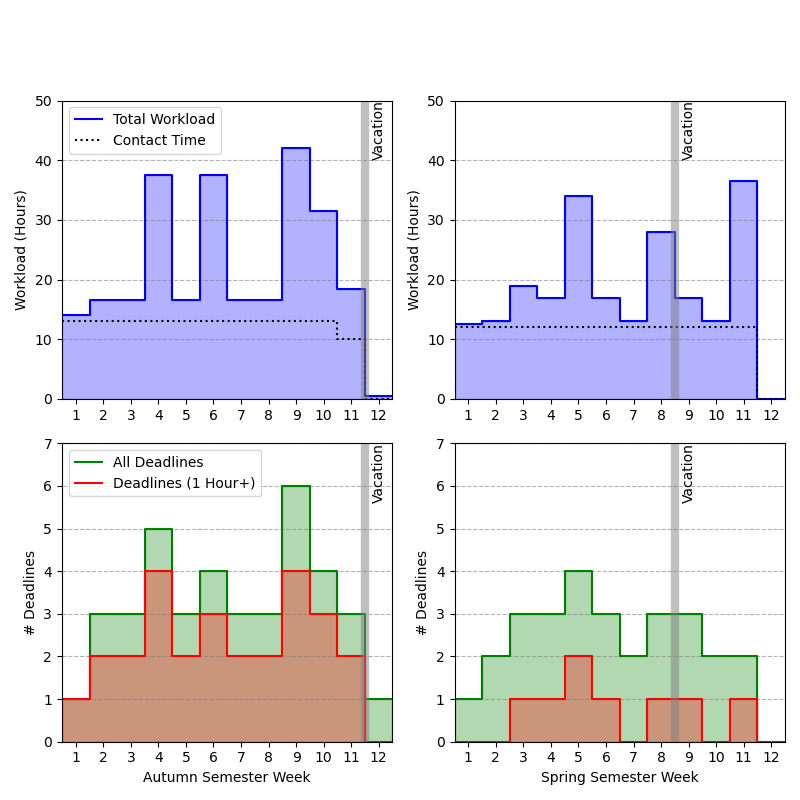 50
40
30
20
10
0
Workload (Hours)
Total Workload
Contact Time
Vacation
1 2 3 4 5 6 7 8 9 10 11 12
50
40
30
20
10
0
Workload (Hours)
Vacation
1 2 3 4 5 6 7 8 9 10 11 12
7
6
5
4
3
2
1
0
# Deadlines
All Deadlines
Deadlines (1 Hour+)
Vacation
1 2 3 4 5 6 7 8 9 10 11 12
Autumn Semester Week
7
6
5
4
3
2
1
0
# Deadlines
Vacation
1 2 3 4 5 6 7 8 9 10 11 12
Spring Semester Week